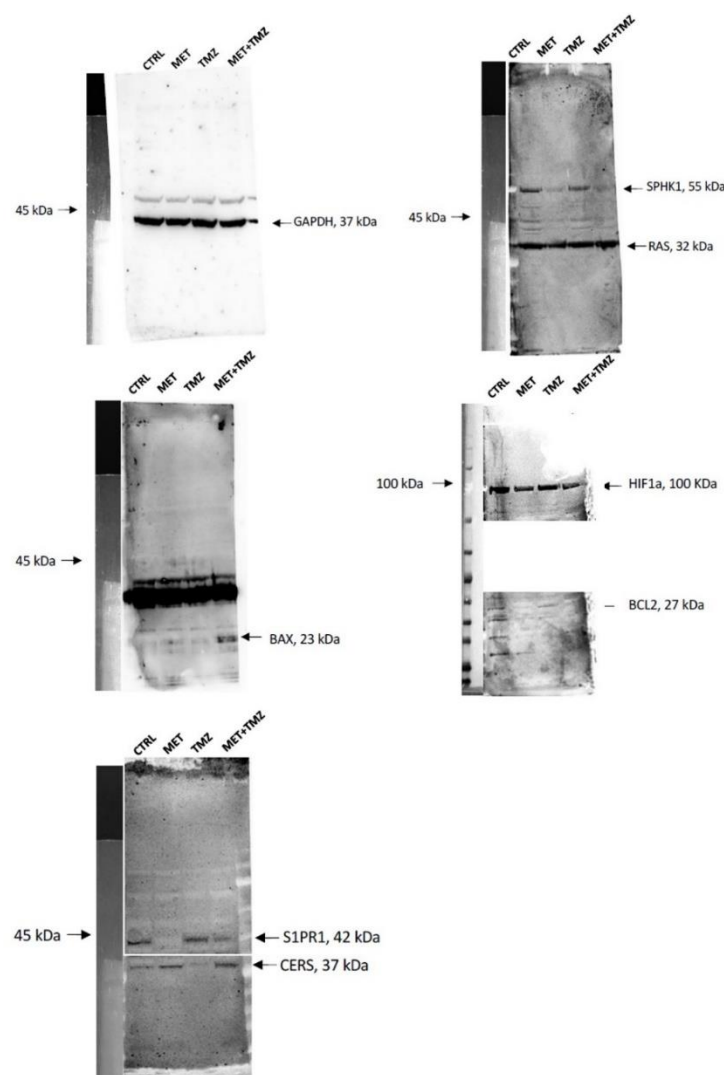 CTRL MET TMZ MET+TMZ
45 kDa
GAPDH, 37 kDa
CTRL MET TMZ MET+TMZ
45 kDa
SPHK1, 55 kDa
RAS, 32 kDa
CTRL MET TMZ MET+TMZ
45 kDa
BAX, 23 kDa
CTRL MET TMZ MET+TMZ
100 kDa
HIF1a, 100 KDa
BCL2, 27 kDa
CTRL MET TMZ MET+TMZ
45 kDa
S1PR1, 42 kDa
CERS, 37 kDa